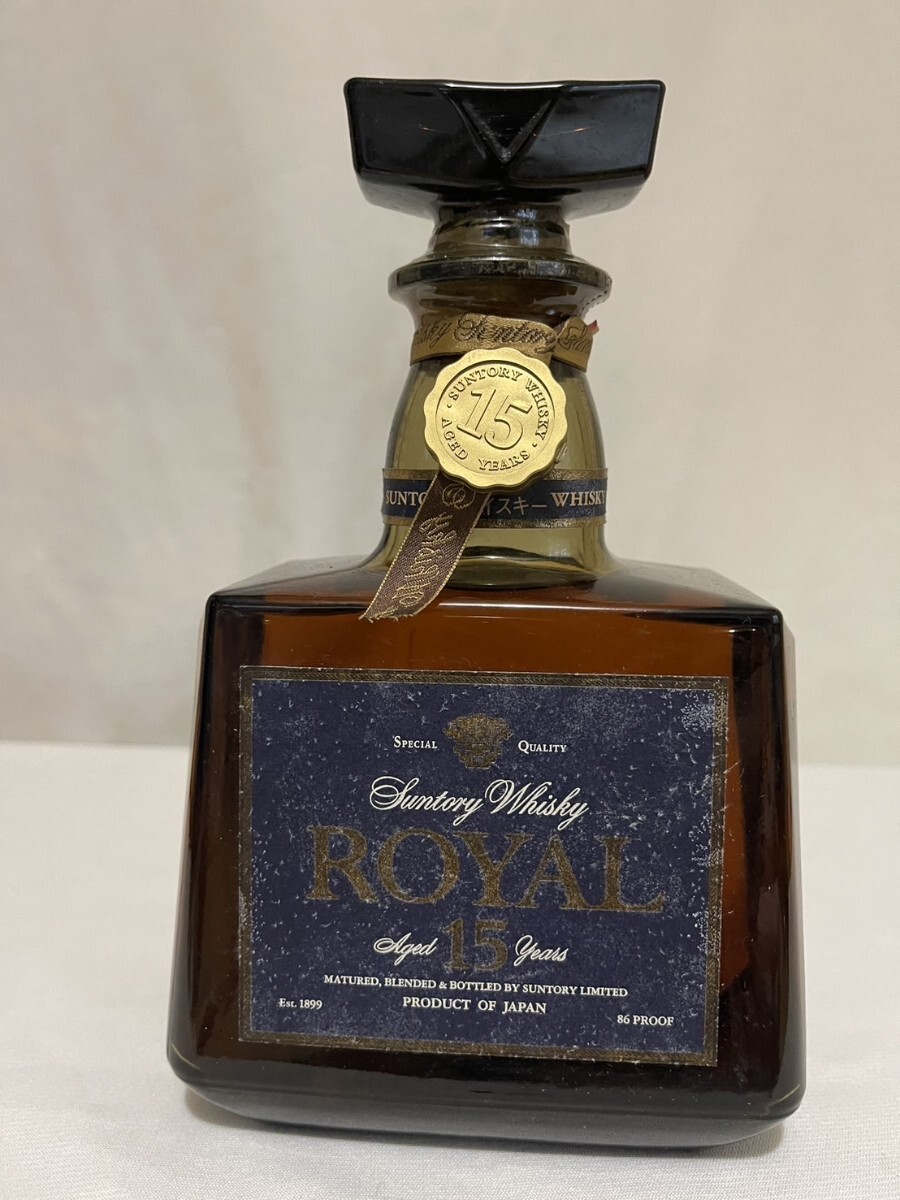 Suntory
SUNTORY WHISKY
15
AGED YEARS
イスキー WHISKY
SPECIAL QUALITY
Suntory Whisky
ROYAL
Aged 15 Years
MATURED, BLENDED & BOTTLED BY SUNTORY LIMITED
PRODUCT OF JAPAN
Est. 1899
86 PROOF